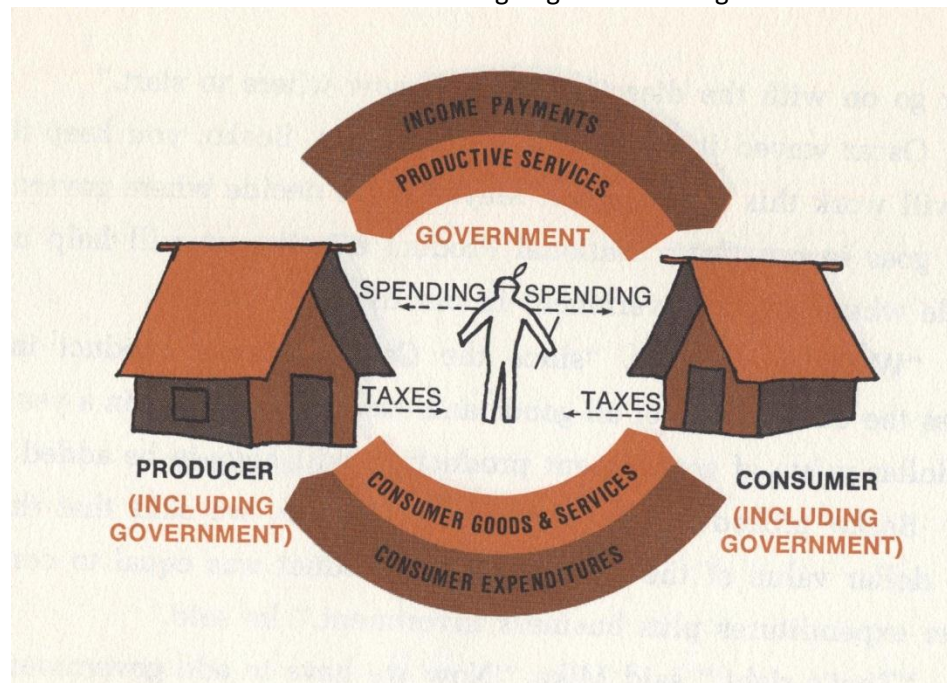 INCOME PAYMENTS
PRODUCTIVE SERVICES
GOVERNMENT
SPENDING SPENDING
TAXES TAXES
PRODUCER
(INCLUDING
GOVERNMENT)
CONSUMER
(INCLUDING
GOVERNMENT)
CONSUMER GOODS & SERVICES
CONSUMER EXPENDITURES